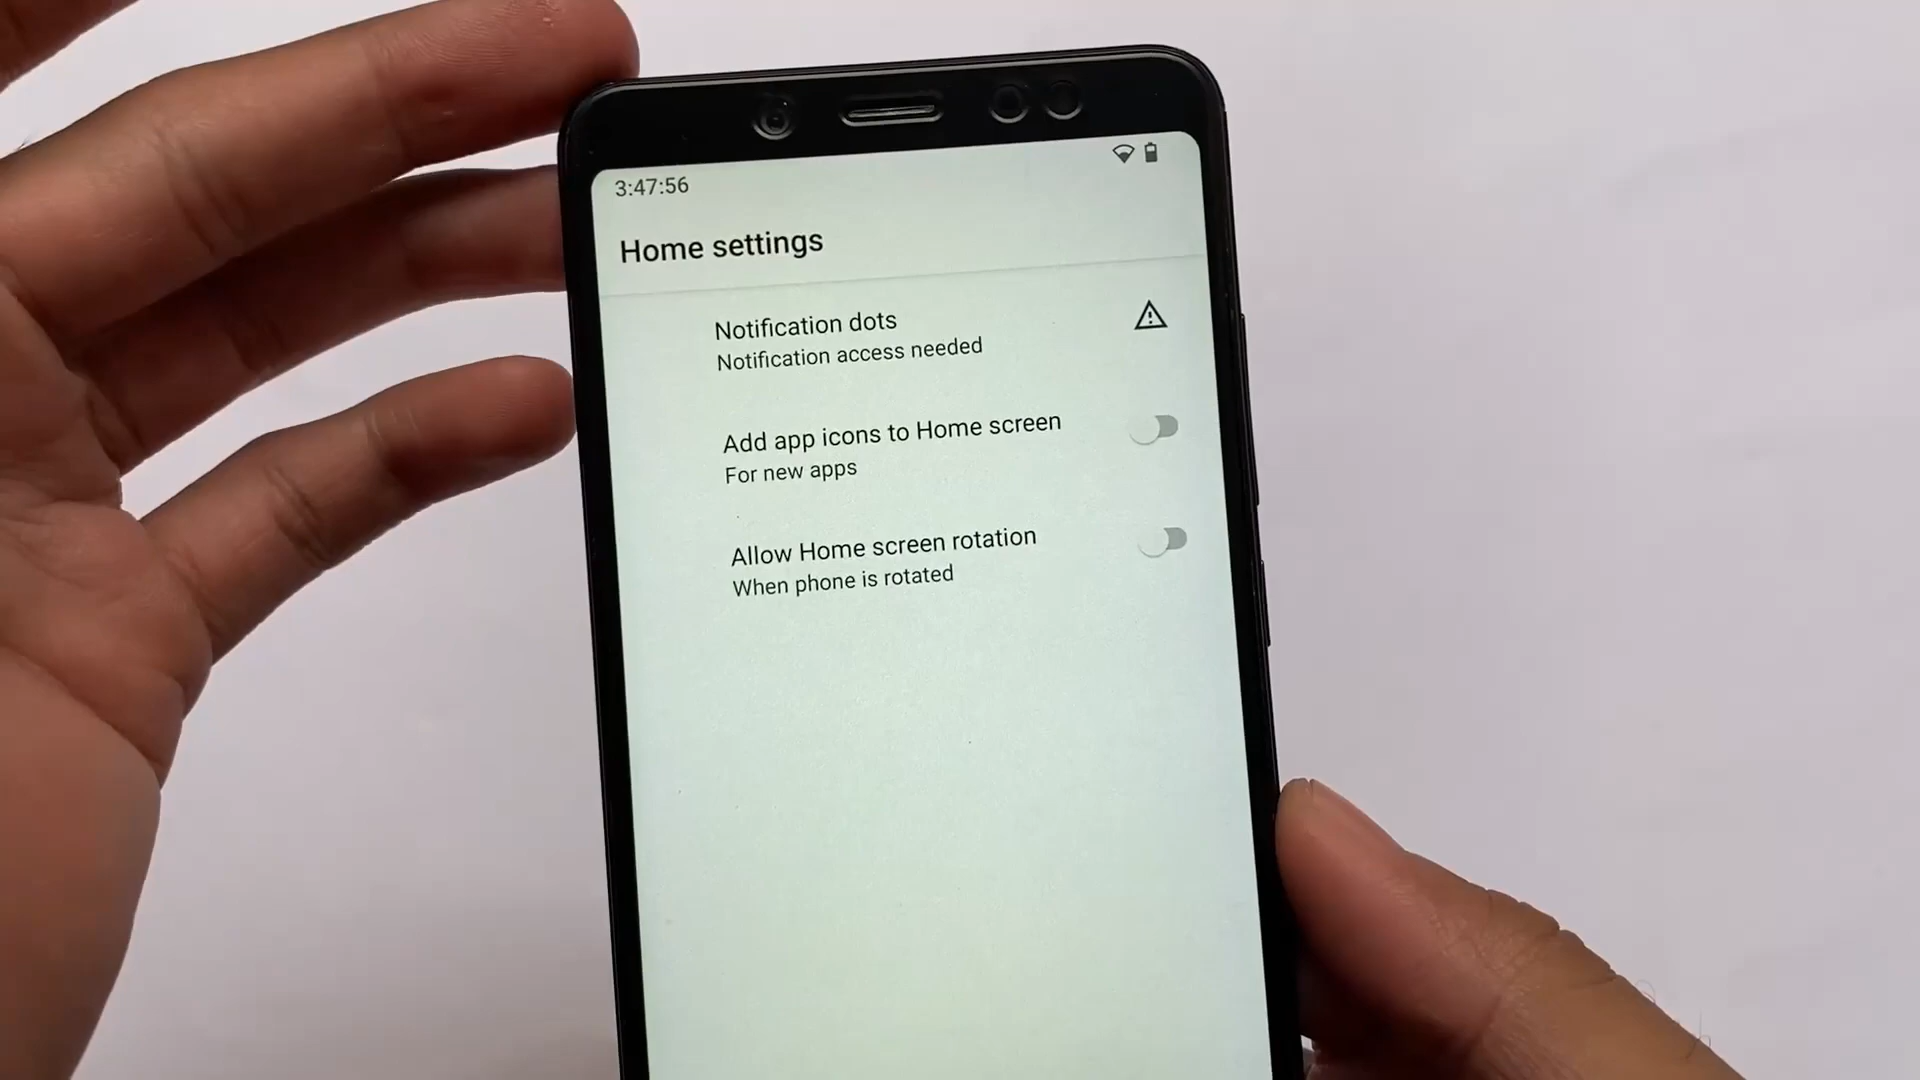 3:47:56
Home settings
Notification dots
Notification access needed
Add app icons to Home screen
For new apps
Allow Home screen rotation
When phone is rotated